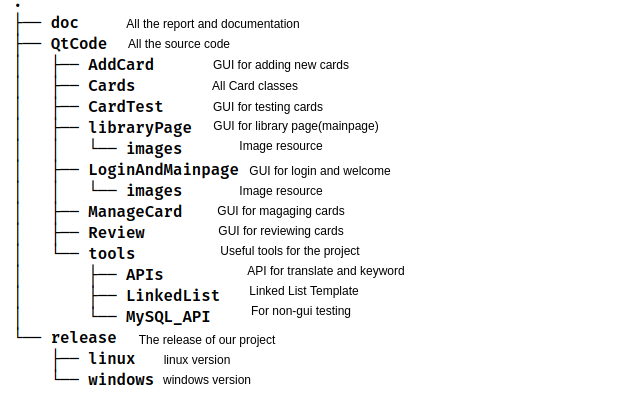 .
├── doc All the report and documentation
├── QtCode All the source code
│   ├── AddCard GUI for adding new cards
│   ├── Cards All Card classes
│   ├── CardTest GUI for testing cards
│   ├── libraryPage GUI for library page(mainpage)
│   │   └── images Image resource
│   ├── LoginAndMainpage GUI for login and welcome
│   │   └── images Image resource
│   ├── ManageCard GUI for magaging cards
│   ├── Review GUI for reviewing cards
│   └── tools Useful tools for the project
│       ├── APIs API for translate and keyword
│       ├── LinkedList Linked List Template
│       └── MySQL_API For non-gui testing
└── release The release of our project
    ├── linux linux version
    └── windows windows version